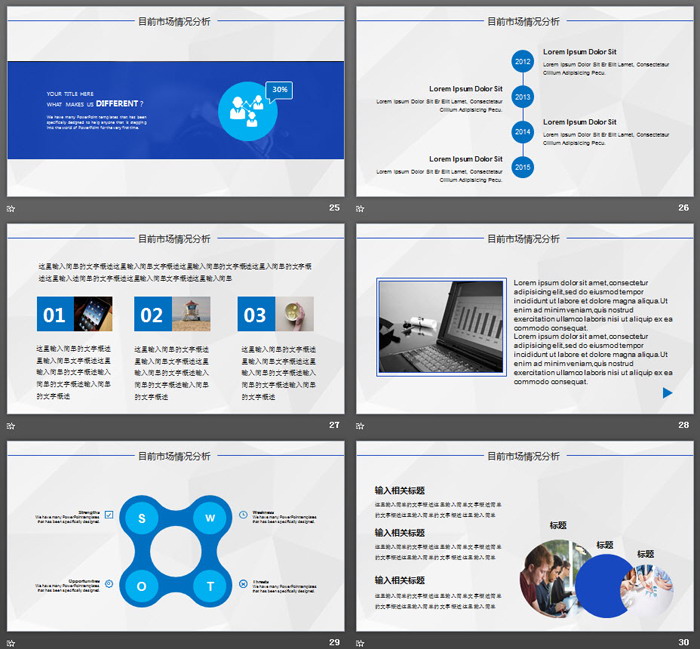 目前市场情况分析
YOUR TITLE HERE
WHAT MAKES US DIFFERENT ?
We have many PowerPoint templates that has been
specifically designed to help anyone that is stepping
into the world of PowerPoint for the very first time.
30%
25
目前市场情况分析
2012
Lorem Ipsum Dolor Sit
Lorem Ipsum Dolor Sit Er Elit Lamet, Consectetur
Cillium Adipisicing Pecu.
2013
Lorem Ipsum Dolor Sit
Lorem Ipsum Dolor Sit Er Elit Lamet, Consectetur
Cillium Adipisicing Pecu.
2014
Lorem Ipsum Dolor Sit
Lorem Ipsum Dolor Sit Er Elit Lamet, Consectetur
Cillium Adipisicing Pecu.
2015
Lorem Ipsum Dolor Sit
Lorem Ipsum Dolor Sit Er Elit Lamet, Consectetur
Cillium Adipisicing Pecu.
26
目前市场情况分析
这里输入简单的文字概述这里输入简单文字概述这里输入简单的文字概述这里输入简单文字概
述这里输入简单的文字概述这里输入简单文字概述这里输入简单
01
02
03
这里输入简单的文字概述
里输入简单文字概述这里
输入简单的文字概述输入
简单的文字概述输入简单
的文字概述
这里输入简单的文字概述
里输入简单文字概述这里
输入简单的文字概述输入
简单的文字概述输入简单
的文字概述
这里输入简单的文字概述
里输入简单文字概述这里
输入简单的文字概述输入
简单的文字概述输入简单
的文字概述
27
目前市场情况分析
Lorem ipsum dolor sit amet,consectetur
adipisicing elit,sed do eiusmod tempor
incididunt ut labore et dolore magna aliqua.Ut
enim ad minim veniam,quis nostrud
exercitation ullamco laboris nisi ut aliquip ex ea
commodo consequat.
Lorem ipsum dolor sit amet,consectetur
adipisicing elit,sed do eiusmod tempor
incididunt ut labore et dolore magna aliqua.Ut
enim ad minim veniam,quis nostrud
exercitation ullamco laboris nisi ut aliquip ex ea
commodo consequat.
28
目前市场情况分析
Strengths
We have many PowerPoint templates
that has been specifically designed.
S
W
Weakness
We have many PowerPoint templates
that has been specifically designed.
Opportunities
We have many PowerPoint templates
that has been specifically designed.
O
T
Threats
We have many PowerPoint templates
that has been specifically designed.
29
目前市场情况分析
输入相关标题
这里输入简单的文字概述这里输入简单文字概述简单
的文字概述这里输入简单的文字概述这里输入简单
输入相关标题
这里输入简单的文字概述这里输入简单文字概述简单
的文字概述这里输入简单的文字概述这里输入简单
输入相关标题
这里输入简单的文字概述这里输入简单文字概述简单
的文字概述这里输入简单的文字概述这里输入简单
标题
标题
标题
30